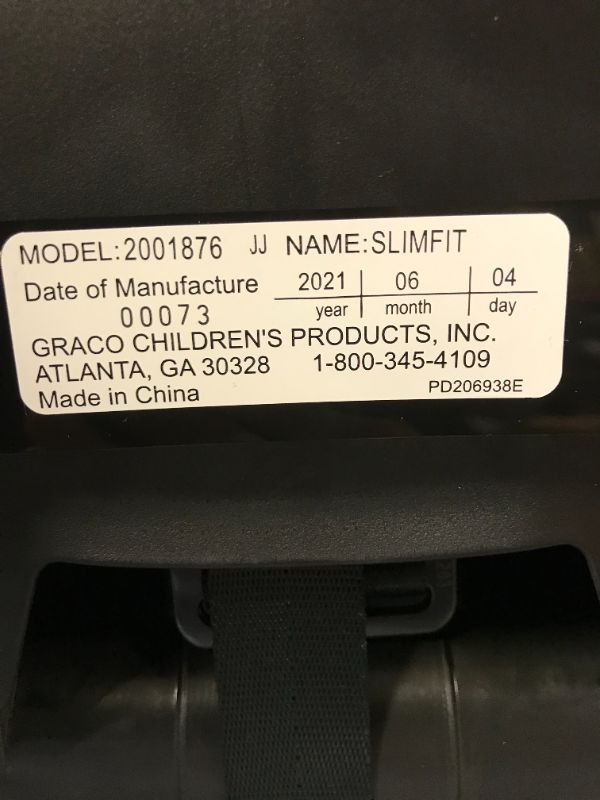 MODEL:2001876 JJ NAME:SLIMFIT
Date of Manufacture 2021 06 04
00073 year month day
GRACO CHILDREN'S PRODUCTS, INC.
ATLANTA, GA 30328 1-800-345-4109
Made in China PD206938E